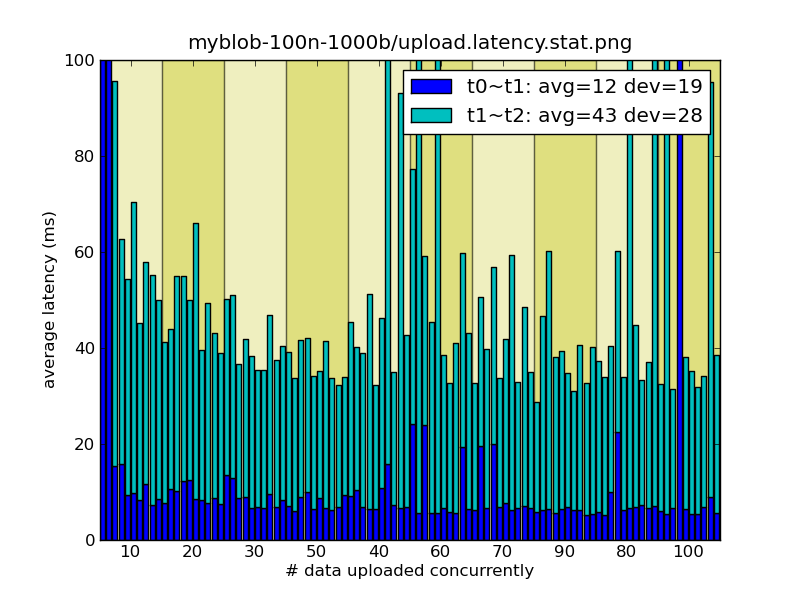 myblob-100n-1000b/upload.latency.stat.png
t0~t1: avg=12 dev=19
t1~t2: avg=43 dev=28
average latency (ms)
100
80
60
40
20
0
10 20 30 50 40 60 70 90 80 100
# data uploaded concurrently